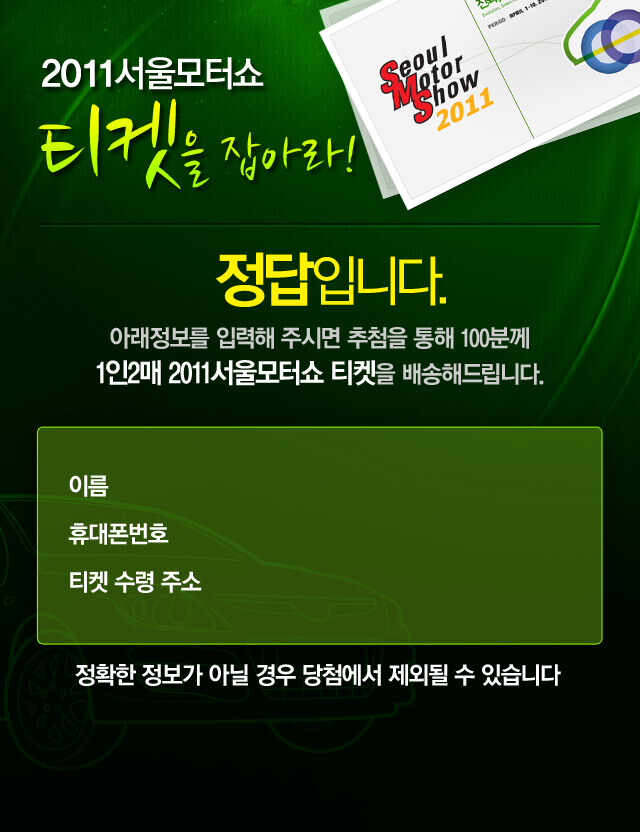 2011서울모터쇼
티켓을 잡아라!
Seoul
Motor
Show
2011
PERIOD APRIL 1-10, 20
정답입니다.
아래정보를 입력해 주시면 추첨을 통해 100분께
1인2매 2011서울모터쇼 티켓을 배송해드립니다.
이름
휴대폰번호
티켓 수령 주소
정확한 정보가 아닐 경우 당첨에서 제외될 수 있습니다